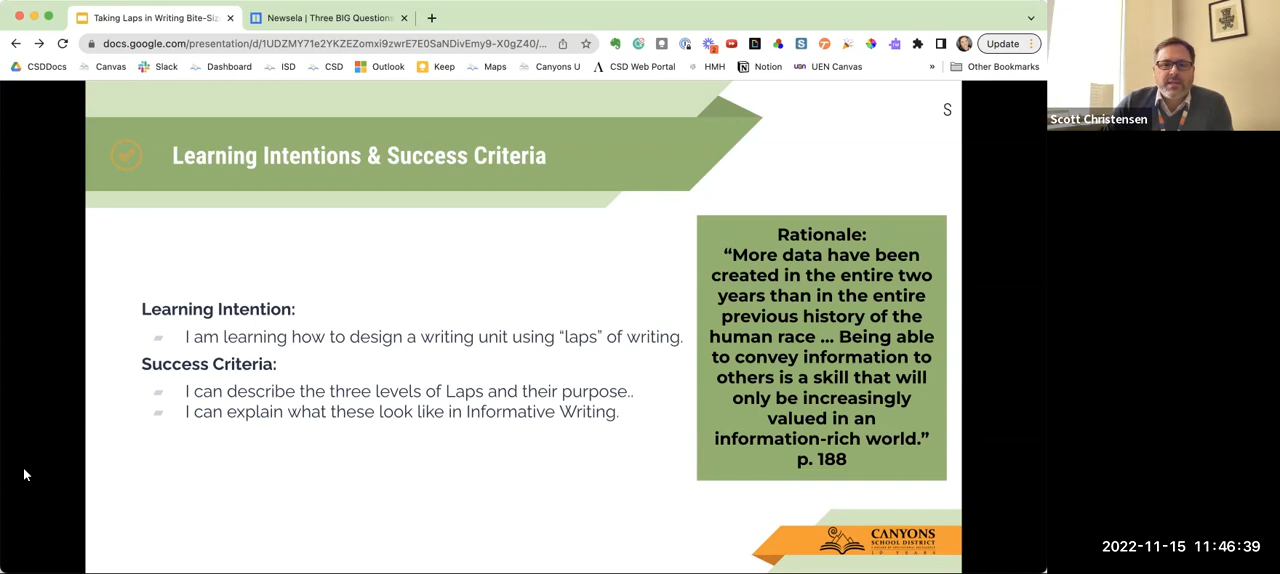 Taking Laps in Writing Bite-Siz
Newsela | Three BIG Questions
docs.google.com/presentation/d/1UDZMY71e2YKZEZomxi9zwrE7E0SaNDivEmy9-X0gZ40/...
Update
CSDDocs
Canvas
Slack
Dashboard
ISD
CSD
Outlook
Keep
Maps
Canyons U
CSD Web Portal
HMH
Notion
UEN Canvas
»
Other Bookmarks
Scott Christensen
S
Learning Intentions & Success Criteria
Learning Intention:
I am learning how to design a writing unit using “laps” of writing.
Success Criteria:
I can describe the three levels of Laps and their purpose..
I can explain what these look like in Informative Writing.
Rationale:
“More data have been
created in the entire two
years than in the entire
previous history of the
human race ... Being able
to convey information to
others is a skill that will
only be increasingly
valued in an
information-rich world.”
p. 188
CANYONS
SCHOOL DISTRICT
2022-11-15 11:46:39